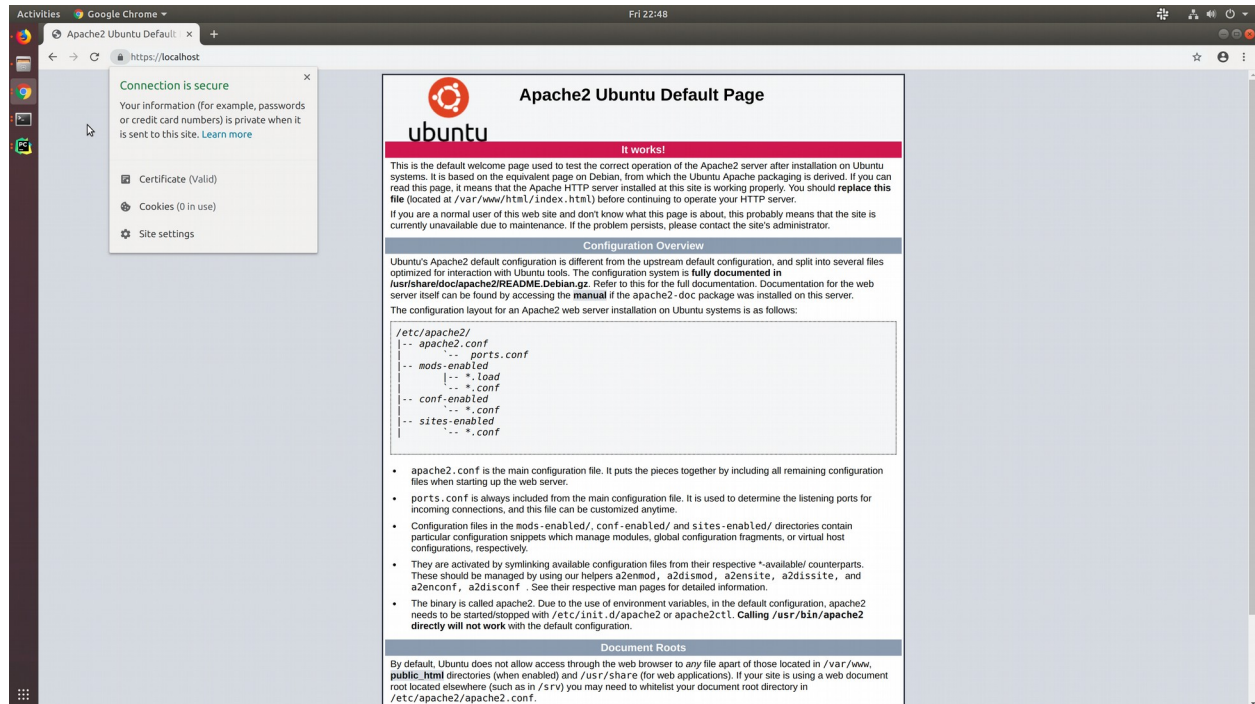 Activities
Google Chrome
Fri 22:48
Apache2 Ubuntu Default
https://localhost
Connection is secure
Your information (for example, passwords
or credit card numbers) is private when it
is sent to this site. Learn more
Certificate (Valid)
Cookies (0 in use)
Site settings
ubuntu
Apache2 Ubuntu Default Page
It works!
This is the default welcome page used to test the correct operation of the Apache2 server after installation on Ubuntu
systems. It is based on the equivalent page on Debian, from which the Ubuntu Apache packaging is derived. If you can
read this page, it means that the Apache HTTP server installed at this site is working properly. You should replace this
file (located at /var/www/html/index.html) before continuing to operate your HTTP server.
If you are a normal user of this web site and don't know what this page is about, this probably means that the site is
currently unavailable due to maintenance. If the problem persists, please contact the site's administrator.
Configuration Overview
Ubuntu's Apache2 default configuration is different from the upstream default configuration, and split into several files
optimized for interaction with Ubuntu tools. The configuration system is fully documented in
/usr/share/doc/apache2/README.Debian.gz. Refer to this for the full documentation. Documentation for the web
server itself can be found by accessing the manual if the apache2-doc package was installed on this server.
The configuration layout for an Apache2 web server installation on Ubuntu systems is as follows:
/etc/apache2/
|-- apache2.conf
|       `--  ports.conf
|-- mods-enabled
|       |-- *.load
|       `-- *.conf
|-- conf-enabled
|       `-- *.conf
|-- sites-enabled
|       `-- *.conf
• apache2.conf is the main configuration file. It puts the pieces together by including all remaining configuration
files when starting up the web server.
• ports.conf is always included from the main configuration file. It is used to determine the listening ports for
incoming connections, and this file can be customized anytime.
• Configuration files in the mods-enabled/, conf-enabled/ and sites-enabled/ directories contain
particular configuration snippets which manage modules, global configuration fragments, or virtual host
configurations, respectively.
• They are activated by symlinking available configuration files from their respective *-available/ counterparts.
These should be managed by using our helpers a2enmod, a2dismod, a2ensite, a2dissite, and
a2enconf, a2disconf . See their respective man pages for detailed information.
• The binary is called apache2. Due to the use of environment variables, in the default configuration, apache2
needs to be started/stopped with /etc/init.d/apache2 or apache2ctl. Calling /usr/bin/apache2
directly will not work with the default configuration.
Document Roots
By default, Ubuntu does not allow access through the web browser to any file apart of those located in /var/www,
public_html directories (when enabled) and /usr/share (for web applications). If your site is using a web document
root located elsewhere (such as in /srv) you may need to whitelist your document root directory in
/etc/apache2/apache2.conf.
PC